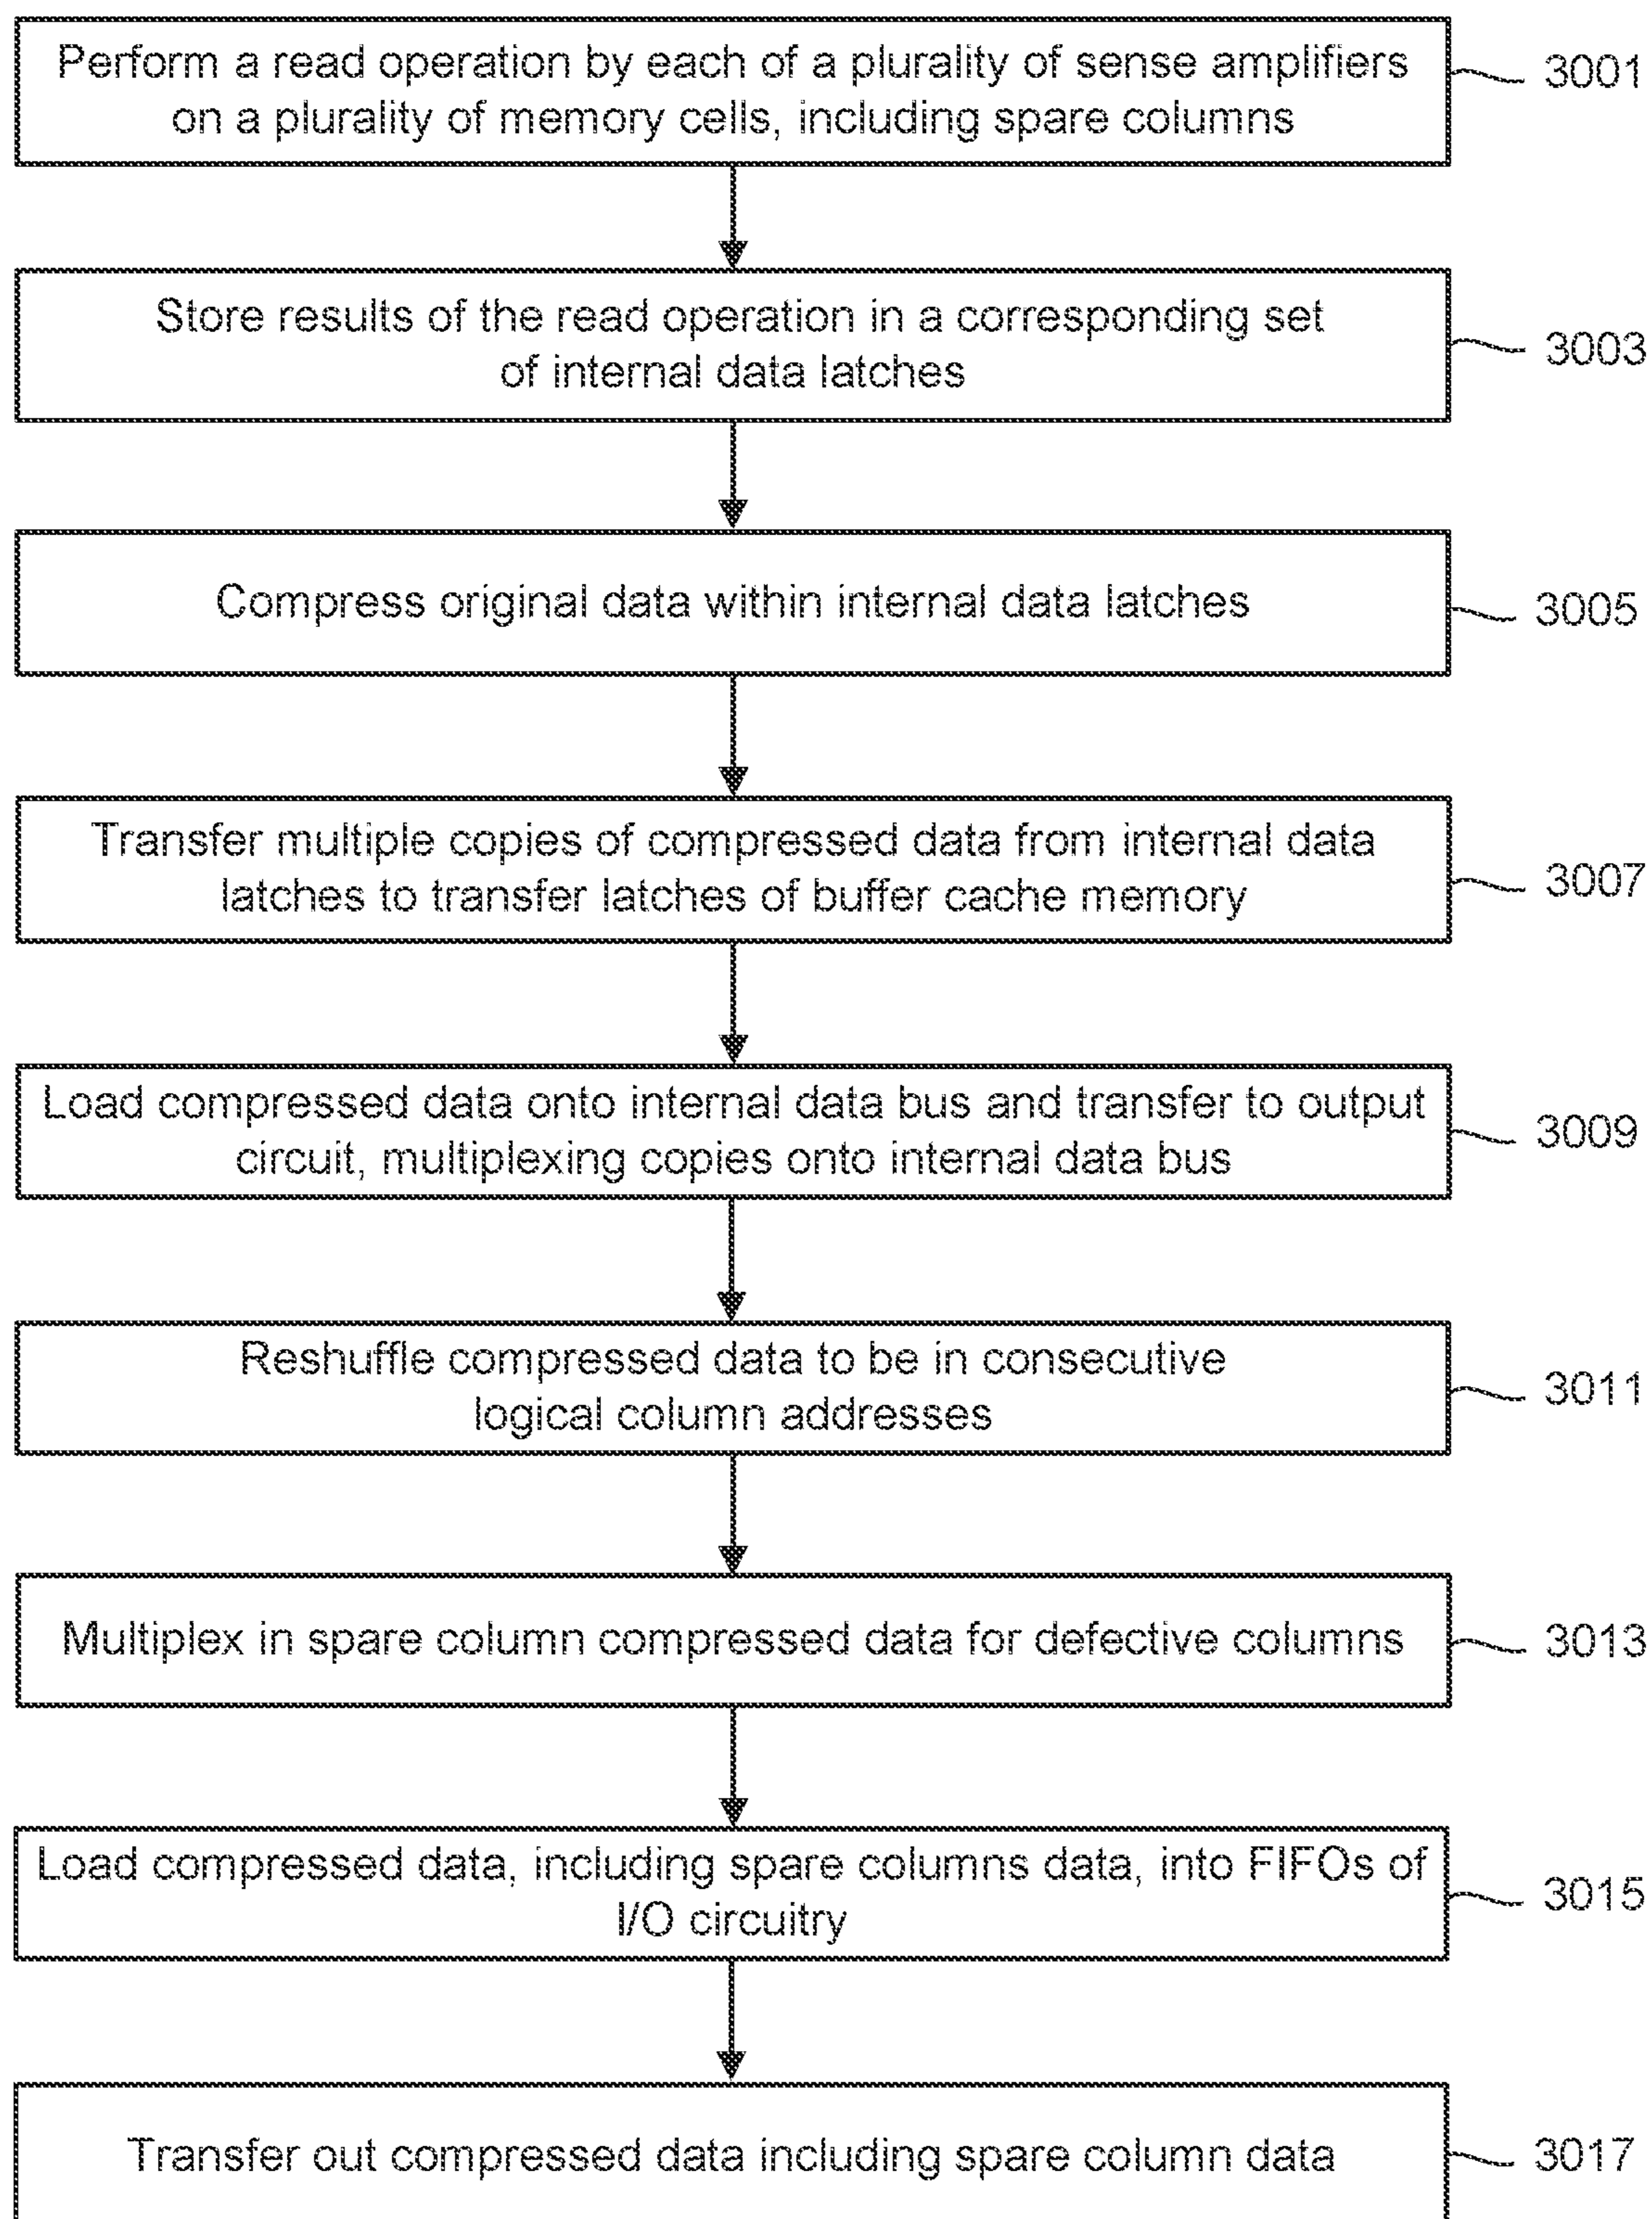 Perform a read operation by each of a plurality of sense amplifiers
on a plurality of memory cells, including spare columns
3001
Store results of the read operation in a corresponding set
of internal data latches
3003
Compress original data within internal data latches
3005
Transfer multiple copies of compressed data from internal data
latches to transfer latches of buffer cache memory
3007
Load compressed data onto internal data bus and transfer to output
circuit, multiplexing copies onto internal data bus
3009
Reshuffle compressed data to be in consecutive
logical column addresses
3011
Multiplex in spare column compressed data for defective columns
3013
Load compressed data, including spare columns data, into FIFOs of
I/O circuitry
3015
Transfer out compressed data including spare column data
3017